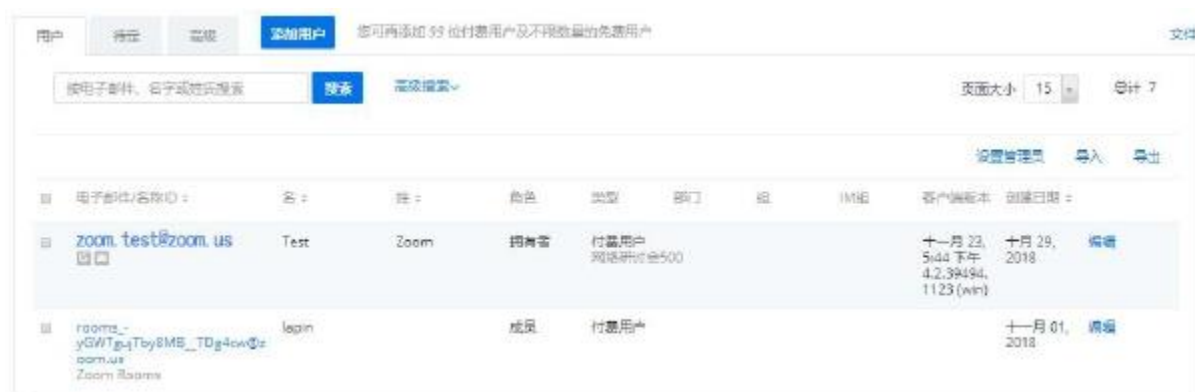 用户 待定 高级 添加用户 您可再添加 99 位付费用户及不限数量的免费用户
按电子邮件、名字或姓氏搜索 搜索 高级搜索 页面大小 15 总计 7
设置管理员 导入 导出
电子邮件/名称ID 名 姓 角色 类型 部门 组 IM组 客户端版本 创建日期
zoom.test@zoom.us Test Zoom 拥有者 付费用户 十一月 23, 十月 29, 编辑
网络研讨会500 5:44 下午 2018
4.2.39494.
1123 (win)
rooms_- lapin 成员 付费用户 十一月 01, 编辑
2018
oom.us
Zoom Rooms